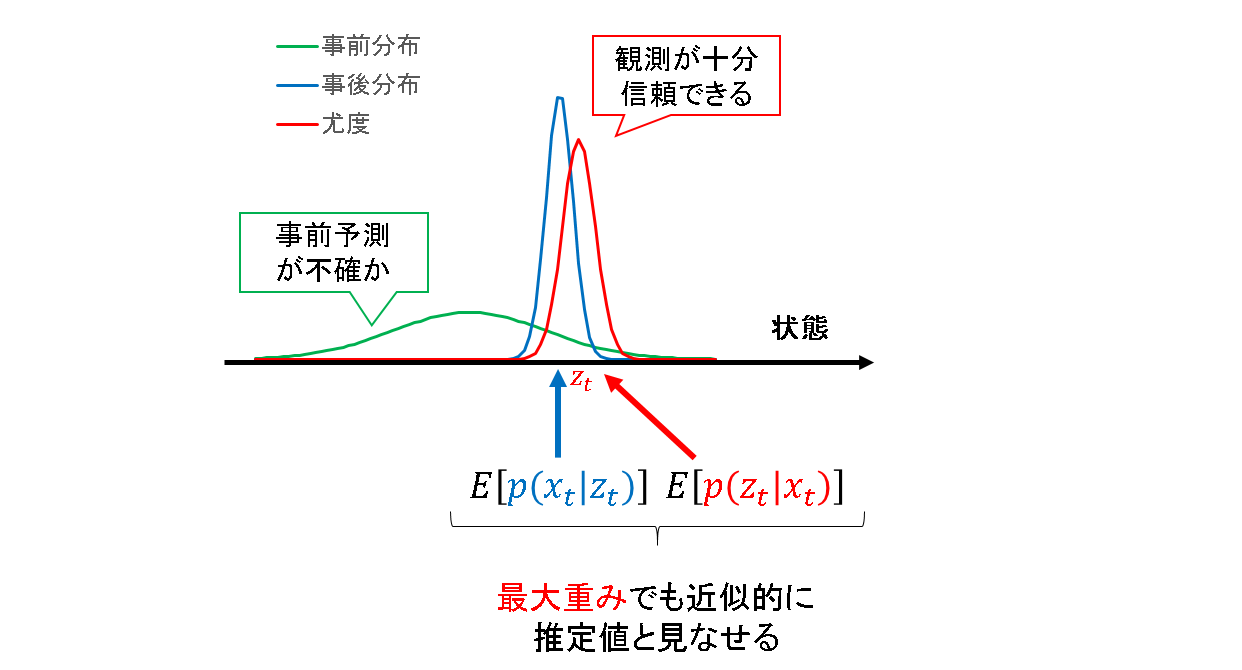 事前分布
事後分布
尤度
観測が十分
信頼できる
事前予測
が不確か
状態
z_t
E[p(x_t|z_t)] E[p(z_t|x_t)]
最大重みでも近似的に
推定値と見なせる